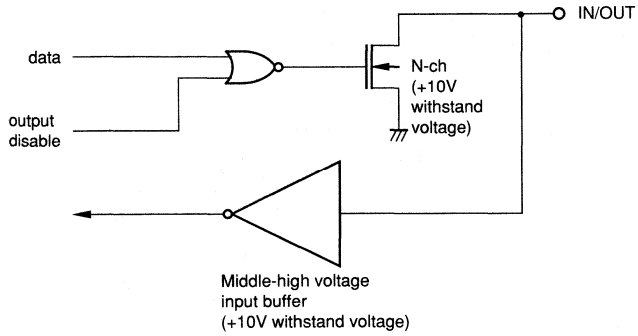 IN/OUT
data
N-ch
(+10V
withstand
voltage)
output
disable
Middle-high voltage
input buffer
(+10V withstand voltage)